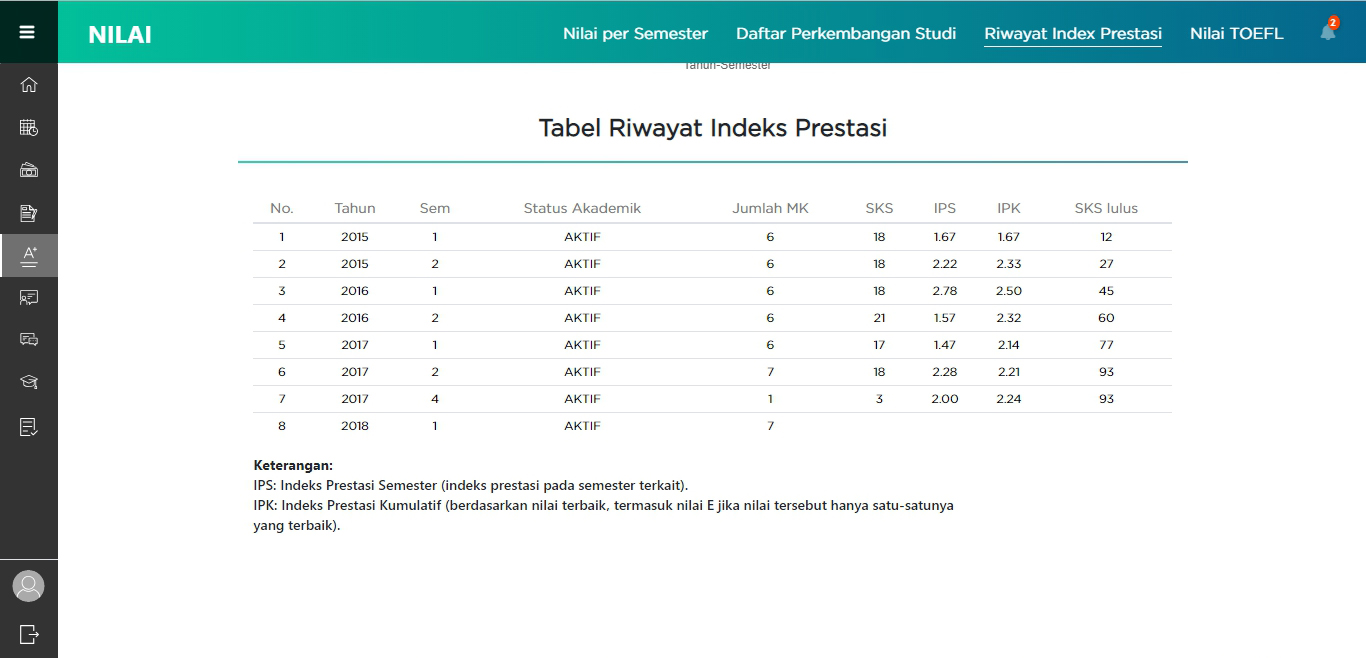 NILAI
Nilai per Semester Daftar Perkembangan Studi Riwayat Index Prestasi Nilai TOEFL 2
Tahun-Semester
Tabel Riwayat Indeks Prestasi
No. Tahun Sem Status Akademik Jumlah MK SKS IPS IPK SKS lulus
1 2015 1 AKTIF 6 18 1.67 1.67 12
2 2015 2 AKTIF 6 18 2.22 2.33 27
3 2016 1 AKTIF 6 18 2.78 2.50 45
4 2016 2 AKTIF 6 21 1.57 2.32 60
5 2017 1 AKTIF 6 17 1.47 2.14 77
6 2017 2 AKTIF 7 18 2.28 2.21 93
7 2017 4 AKTIF 1 3 2.00 2.24 93
8 2018 1 AKTIF 7
Keterangan:
IPS: Indeks Prestasi Semester (indeks prestasi pada semester terkait).
IPK: Indeks Prestasi Kumulatif (berdasarkan nilai terbaik, termasuk nilai E jika nilai tersebut hanya satu-satunya
yang terbaik).